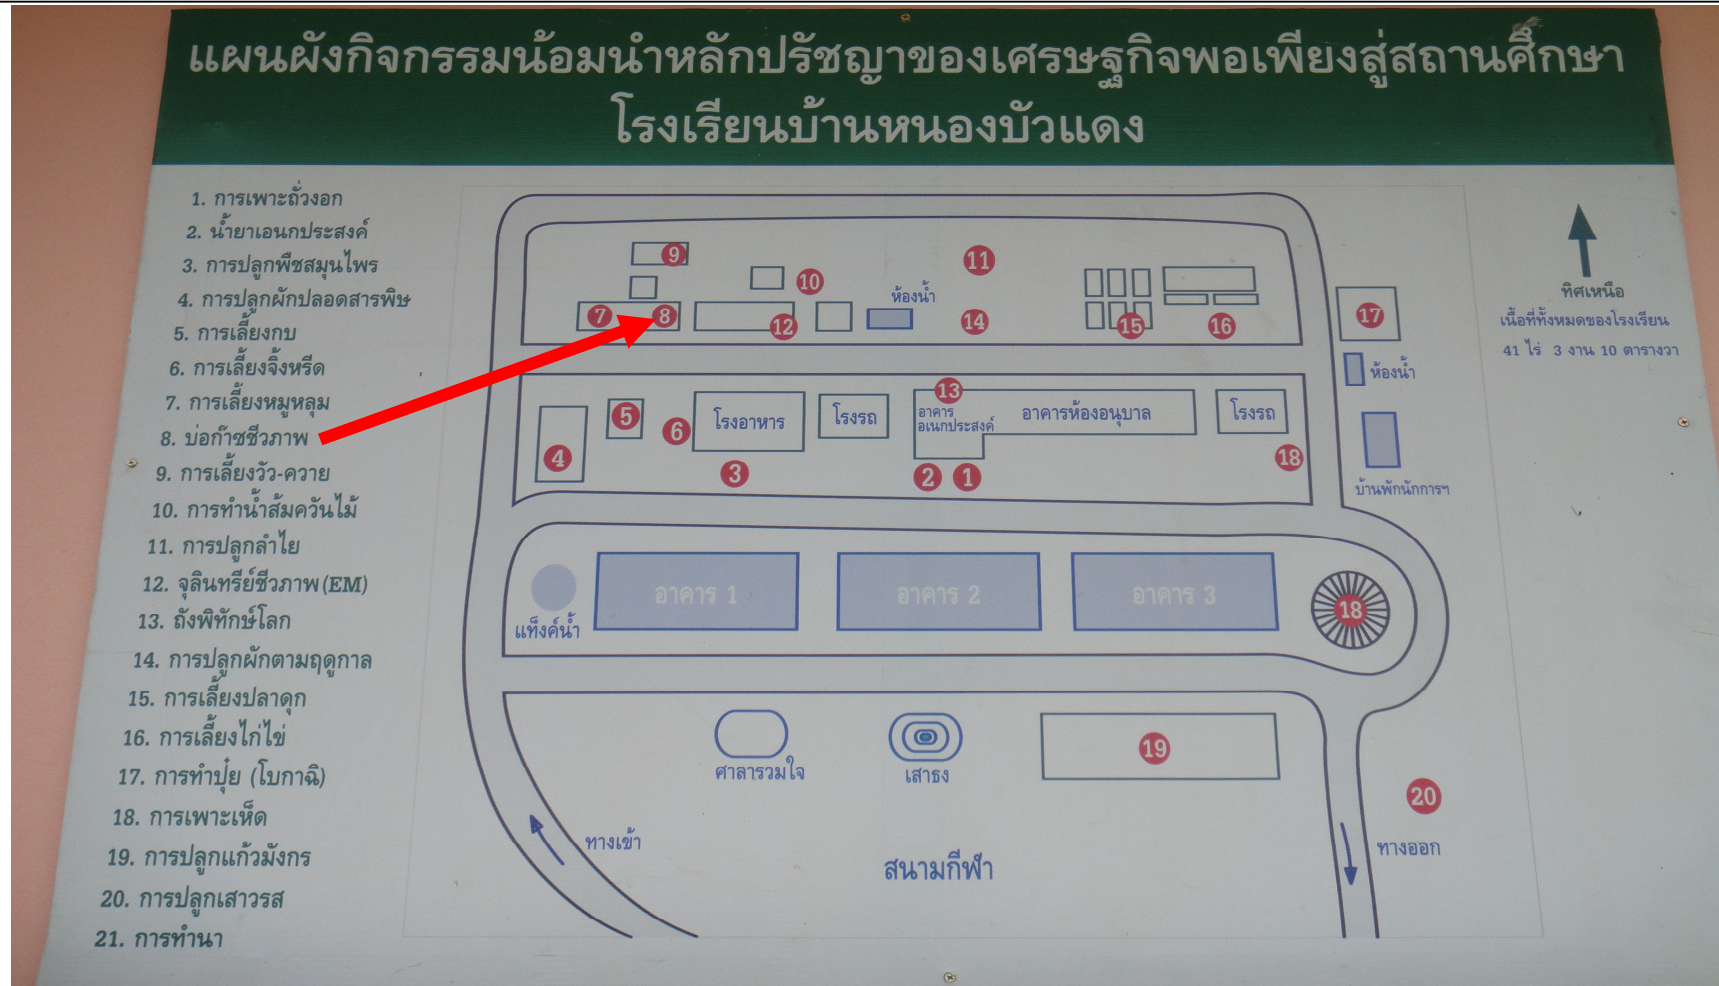 แผนผังกิจกรรมน้อมนำหลักปรัชญาของเศรษฐกิจพอเพียงสู่สถานศึกษา
โรงเรียนบ้านหนองบัวแดง
1. การเพาะถั่วงอก
2. น้ำยาเอนกประสงค์
3. การปลูกพืชสมุนไพร
4. การปลูกผักปลอดสารพิษ
5. การเลี้ยงกบ
6. การเลี้ยงจิ้งหรีด
7. การเลี้ยงหมูหลุม
8. บ่อก๊าซชีวภาพ
9. การเลี้ยงวัว-ควาย
10. การทำน้ำส้มควันไม้
11. การปลูกลำไย
12. จุลินทรีย์ชีวภาพ(EM)
13. ถังพิทักษ์โลก
14. การปลูกผักตามฤดูกาล
15. การเลี้ยงปลาดุก
16. การเลี้ยงไก่ไข่
17. การทำปุ๋ย (โบกาฉิ)
18. การเพาะเห็ด
19. การปลูกแก้วมังกร
20. การปลูกเสาวรส
21. การทำนา
9
10
11
7
8
12
ห้องน้ำ
14
15
16
17
ห้องน้ำ
ทิศเหนือ
เนื้อที่ทั้งหมดของโรงเรียน
41 ไร่ 3 งาน 10 ตารางวา
4
5
6
โรงอาหาร
3
โรงรถ
13
อาคาร
อเนกประสงค์
อาคารห้องอนุบาล
2
1
โรงรถ
18
บ้านพักนักการฯ
แท็งค์น้ำ
อาคาร 1
อาคาร 2
อาคาร 3
18
ศาลารวมใจ
เสาธง
19
20
ทางเข้า
สนามกีฬา
ทางออก